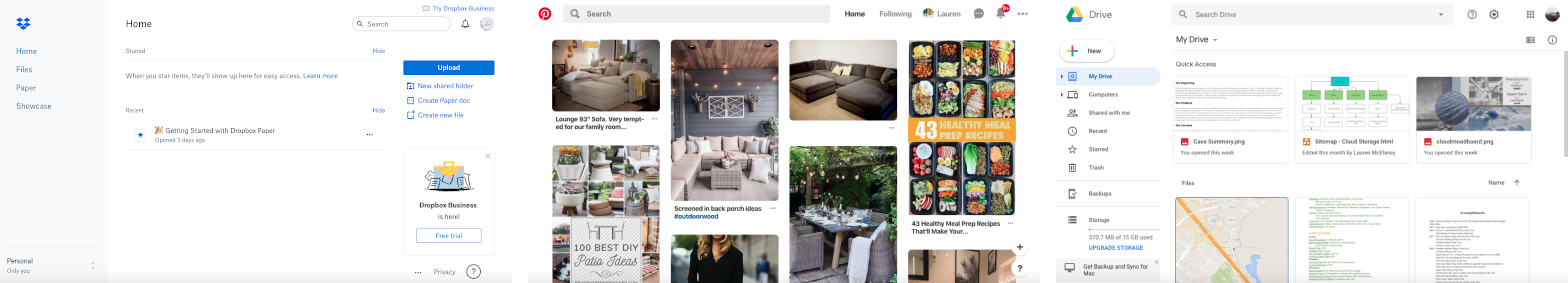 Try Dropbox Business
Home
Search
Home
Files
Paper
Showcase
Starred
Hide
When you star items, they'll show up here for easy access. Learn more
Recent
Hide
Getting Started with Dropbox Paper
Opened 3 days ago
Upload
New shared folder
Create Paper doc
Create new file
Dropbox Business
is here!
Free trial
Personal
Only you
Privacy
?
Search
Home
Following
Lauren
9+
Lounge 93" Sofa. Very tempt-
ed for our family room...
Screened in back porch ideas
#outdoorwood
100 BEST DIY
Patio Ideas
43 HEALTHY MEAL
PREP RECIPES
43 Healthy Meal Prep Recipes
That'll Make Your...
+
?
Drive
Search Drive
New
My Drive
My Drive
Computers
Shared with me
Recent
Starred
Trash
Backups
Storage
370.7 MB of 15 GB used
UPGRADE STORAGE
Get Backup and Sync for
Mac
Quick Access
Case Summary.png
You opened this week
Sitemap - Cloud Storage.html
Edited this month by Lauren McElaney
cloudmoodboard.png
You opened this week
Files
Name